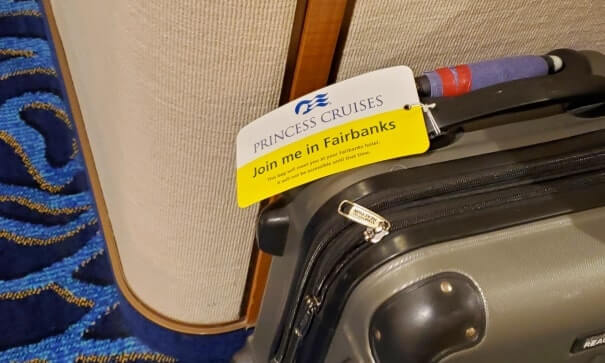 PRINCESS CRUISES
Join me in Fairbanks
This bag will meet you at your Fairbanks hotel.
It will not be accessible until that time.
REA